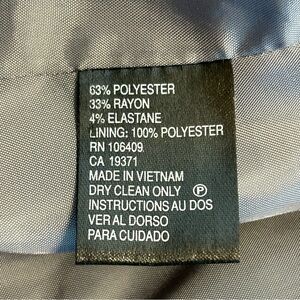 63% POLYESTER
33% RAYON
4% ELASTANE
LINING: 100% POLYESTER
RN 106409
CA 19371
MADE IN VIETNAM
DRY CLEAN ONLY Ⓟ
INSTRUCTIONS AU DOS
VER AL DORSO
PARA CUIDADO